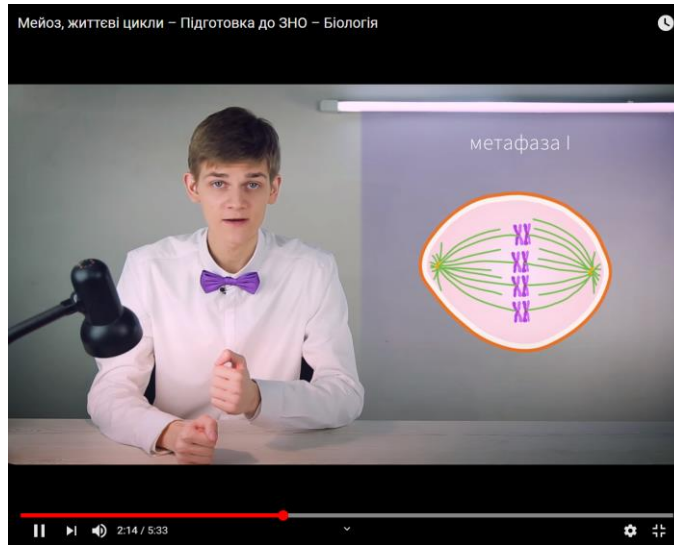 Мейоз, життєві цикли – Підготовка до ЗНО – Біологія
метафаза І
2:14 / 5:33